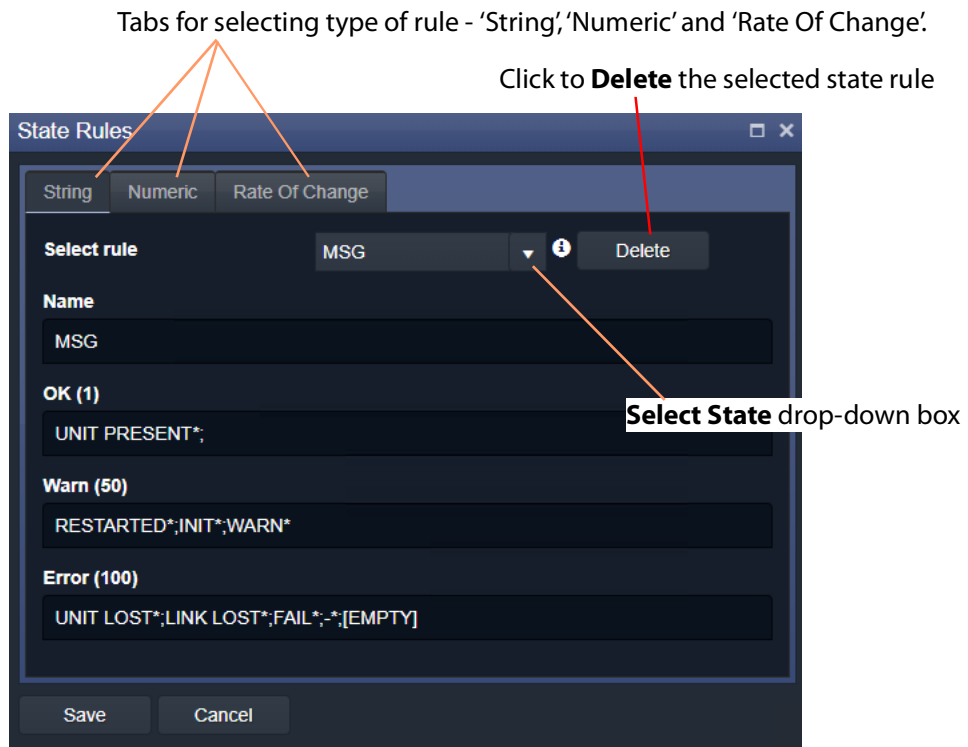 Tabs for selecting type of rule - ‘String’, ‘Numeric’ and ‘Rate Of Change’.
Click to Delete the selected state rule
State Rules
String Numeric Rate Of Change
Select rule MSG Delete
Name
MSG
Select State drop-down box
OK (1)
UNIT PRESENT*;
Warn (50)
RESTARTED*;INIT*;WARN*
Error (100)
UNIT LOST*;LINK LOST*;FAIL*;-*;[EMPTY]
Save Cancel